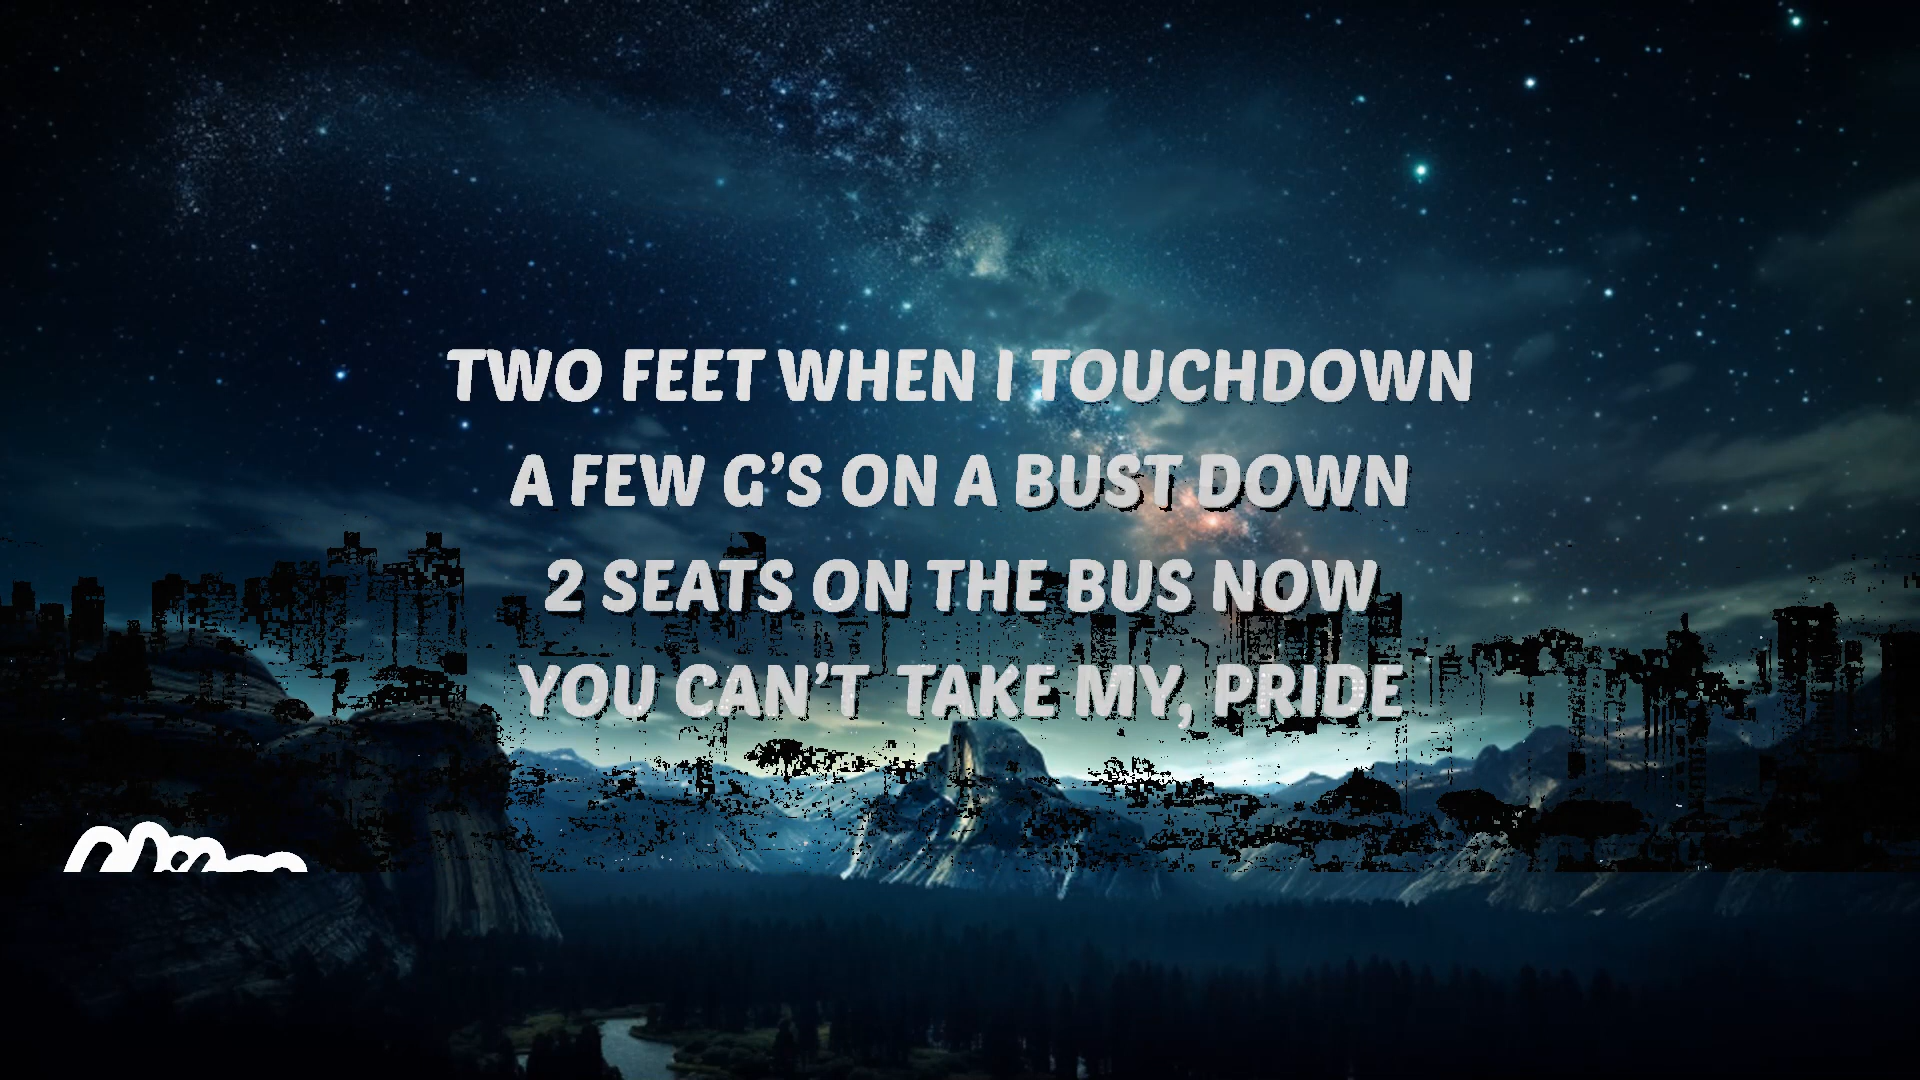 TWO FEET WHEN I TOUCHDOWN
A FEW G’S ON A BUST DOWN
2 SEATS ON THE BUS NOW
YOU CAN’T TAKE MY, PRIDE